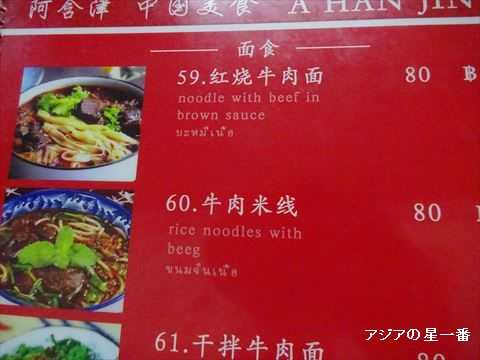 阿含津 中国美食 A HAN JIN
面食
59.红烧牛肉面 80 ฿
noodle with beef in
brown sauce
บะหมี่เนื้อ
60.牛肉米线 80
rice noodles with
beeg
ขนมจีนเนื้อ
61.干拌牛肉面 80
アジアの星一番